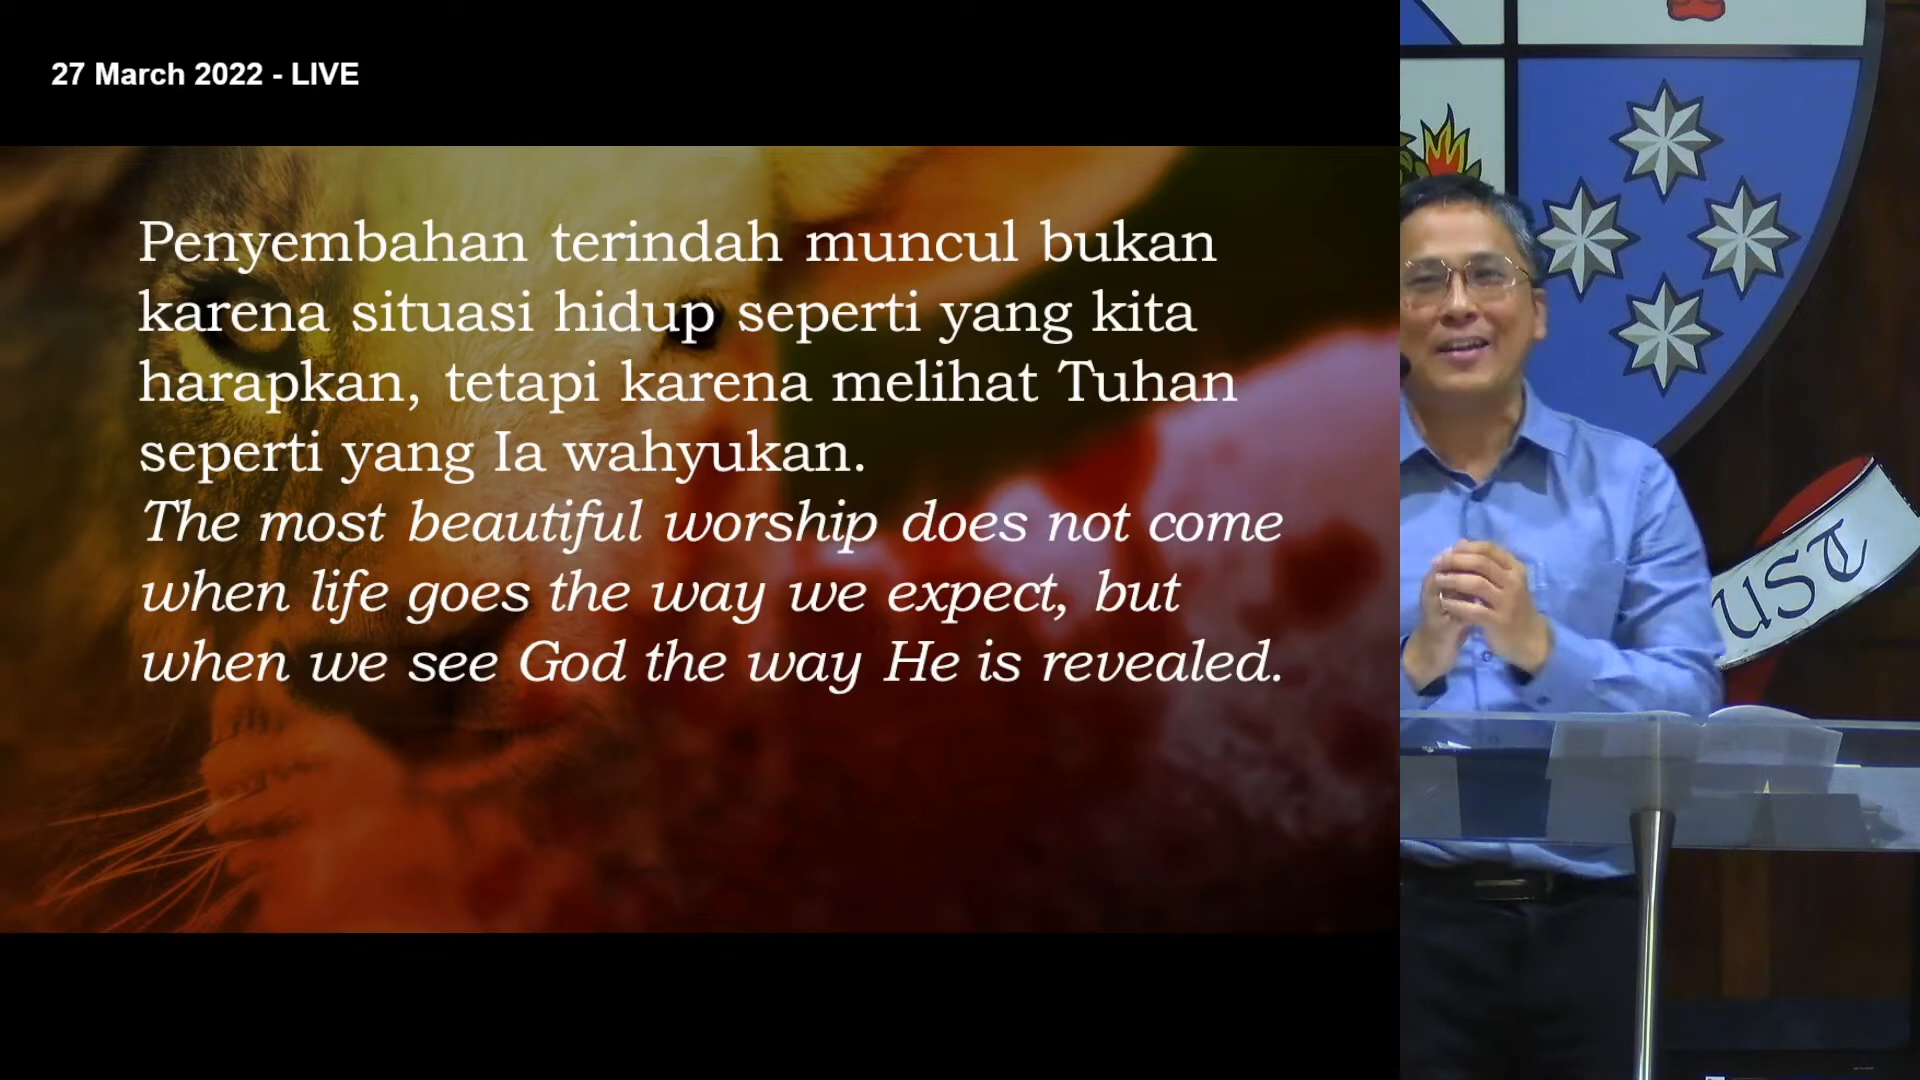 27 March 2022 - LIVE
Penyembahan terindah muncul bukan
karena situasi hidup seperti yang kita
harapkan, tetapi karena melihat Tuhan
seperti yang Ia wahyukan.
The most beautiful worship does not come
when life goes the way we expect, but
when we see God the way He is revealed.
UST